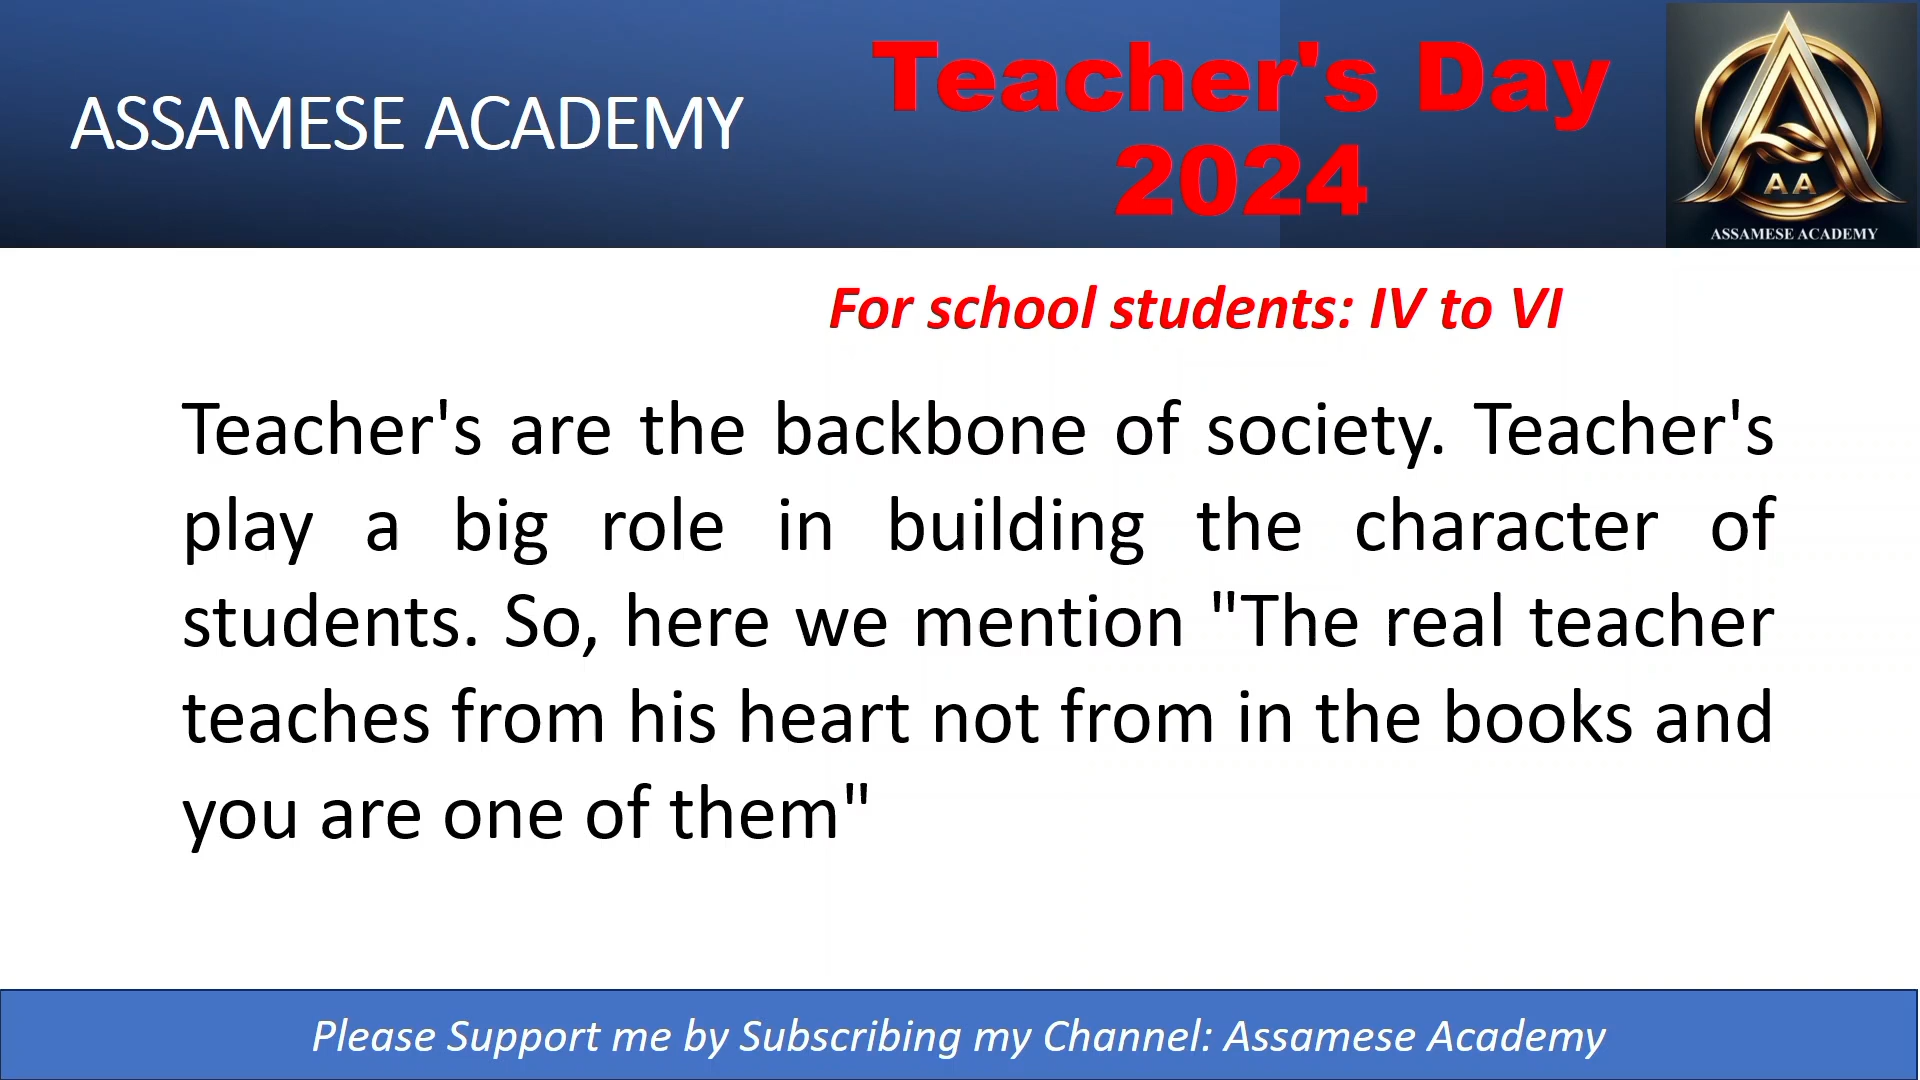 ASSAMESE ACADEMY
Teacher's Day
2024
AA
ASSAMESE ACADEMY
For school students: IV to VI
Teacher's are the backbone of society. Teacher's
play a big role in building the character of
students. So, here we mention "The real teacher
teaches from his heart not from in the books and
you are one of them"
Please Support me by Subscribing my Channel: Assamese Academy